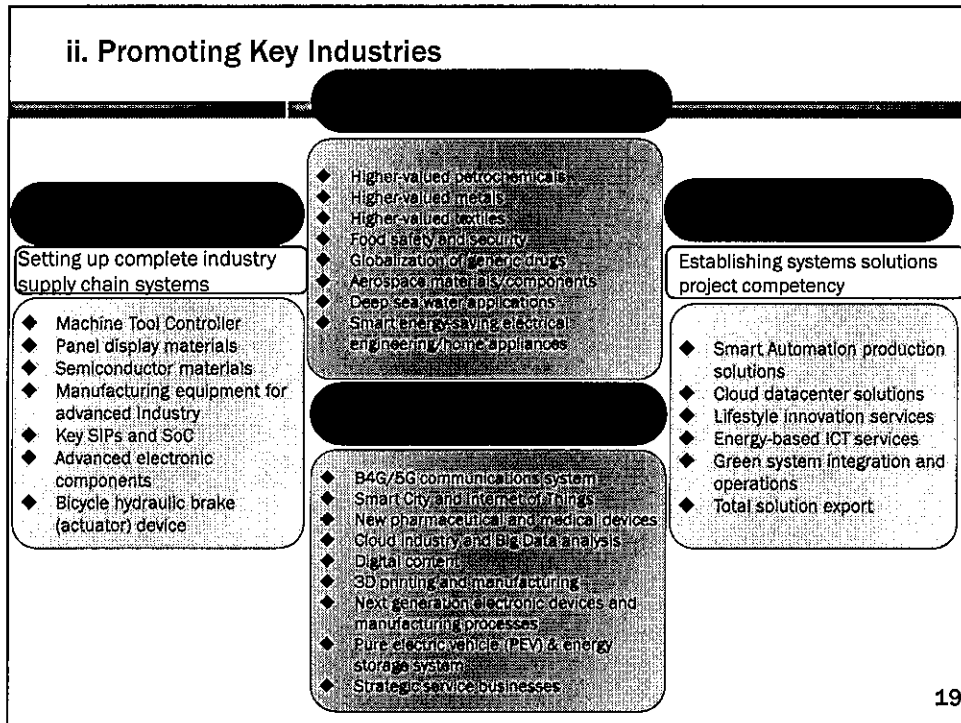 ii. Promoting Key Industries
Setting up complete industry
supply chain systems
◆ Machine Tool Controller
◆ Panel display materials
◆ Semiconductor materials
◆ Manufacturing equipment for
advanced industry
◆ Key SIPs and SoC
◆ Advanced electronic
components
◆ Bicycle hydraulic brake
(actuator) device
◆ Higher-valued petrochemicals
◆ Higher-valued metals
◆ Higher-valued textiles
◆ Food safety and security
◆ Globalization of generic drugs
◆ Aerospace materials/components
◆ Deep sea water applications
◆ Smart energy-saving electrical
engineering/home appliances
◆ B4G/5G communications system
◆ Smart City and Internet of Things
◆ New pharmaceutical and medical devices
◆ Cloud industry and Big Data analysis
◆ Digital content
◆ 3D printing and manufacturing
◆ Next generation electronic devices and
manufacturing processes
◆ Pure electric vehicle (PEV) & energy
storage system
◆ Strategic service businesses
Establishing systems solutions
project competency
◆ Smart Automation production
solutions
◆ Cloud datacenter solutions
◆ Lifestyle innovation services
◆ Energy-based ICT services
◆ Green system integration and
operations
◆ Total solution export
19